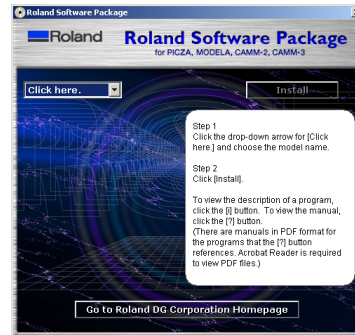 Roland Software Package
Roland
Roland Software Package
for PICZA, MODELA, CAMM-2, CAMM-3
Click here.
Install
Step 1
Click the drop-down arrow for [Click
here.] and choose the model name.
Step 2
Click [Install].
To view the description of a program,
click the [i] button. To view the manual,
click the [?] button.
(There are manuals in PDF format for
the programs that the [?] button
references. Acrobat Reader is required
to view PDF files.)
Go to Roland DG Corporation Homepage